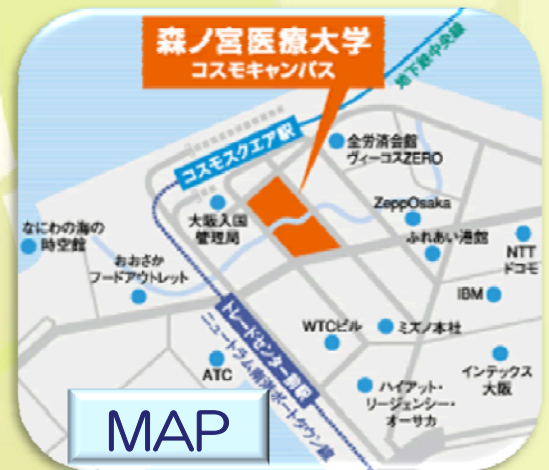 森ノ宮医療大学
コスモキャンパス
地下鉄中央線
コスモスクエア駅
全労済会館
ヴィーコスZERO
大阪入国
管理局
ZeppOsaka
ふれあい港館
なにわの海の
時空館
おおさか
フードアウトレット
NTT
ドコモ
IBM
トレードセンター前駅
ニュートラム南港ポートタウン線
WTCビル
ミズノ本社
ATC
インテックス
大阪
ハイアット・
リージェンシー・
オーサカ
MAP